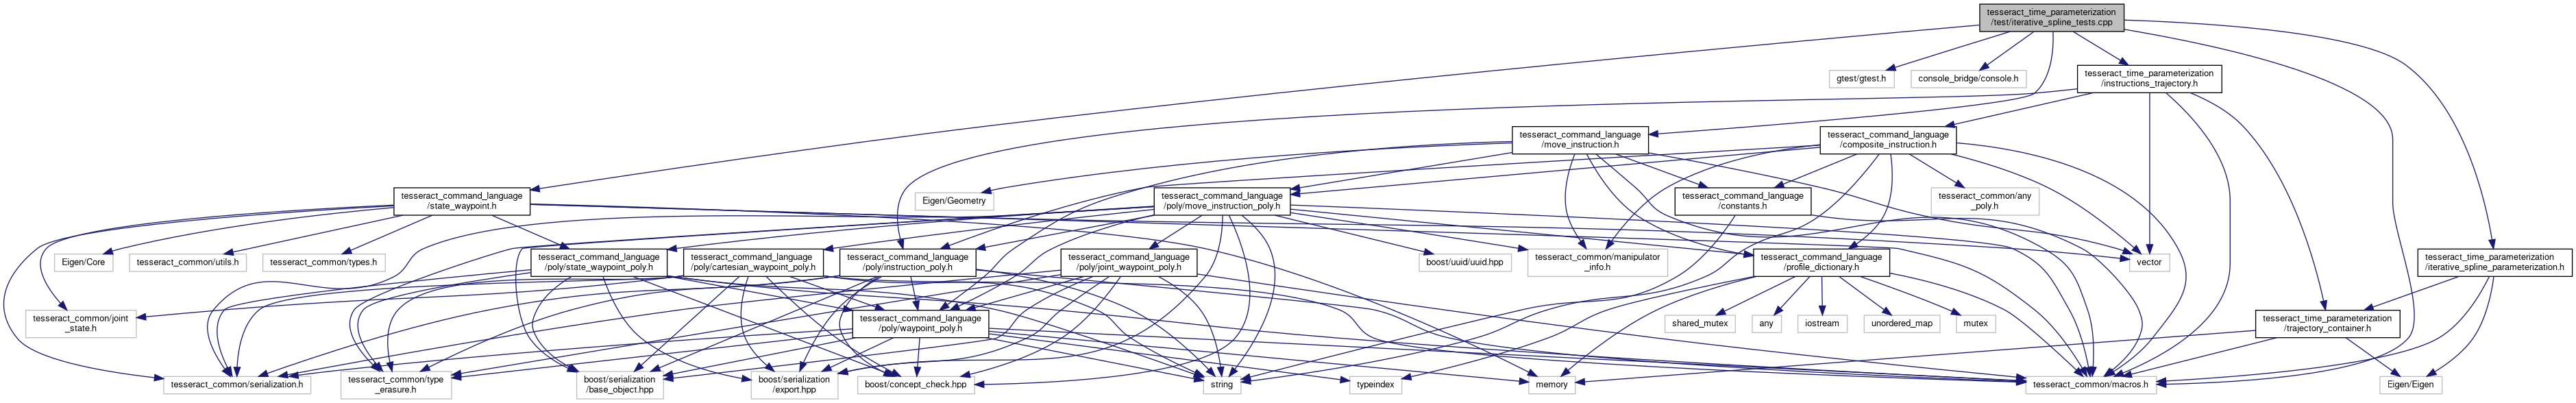 tesseract_time_parameterization
/test/iterative_spline_tests.cpp
gtest/gtest.h
console_bridge/console.h
tesseract_time_parameterization
/instructions_trajectory.h
tesseract_command_language
/move_instruction.h
tesseract_command_language
/composite_instruction.h
tesseract_command_language
/state_waypoint.h
Eigen/Geometry
tesseract_command_language
/poly/move_instruction_poly.h
tesseract_command_language
/constants.h
tesseract_common/any
_poly.h
Eigen/Core
tesseract_common/utils.h
tesseract_common/types.h
tesseract_command_language
/poly/state_waypoint_poly.h
tesseract_command_language
/poly/cartesian_waypoint_poly.h
tesseract_command_language
/poly/instruction_poly.h
tesseract_command_language
/poly/joint_waypoint_poly.h
boost/uuid/uuid.hpp
tesseract_common/manipulator
_info.h
tesseract_command_language
/profile_dictionary.h
vector
tesseract_time_parameterization
/iterative_spline_parameterization.h
tesseract_common/joint
_state.h
tesseract_command_language
/poly/waypoint_poly.h
shared_mutex
any
iostream
unordered_map
mutex
tesseract_time_parameterization
/trajectory_container.h
tesseract_common/serialization.h
tesseract_common/type
_erasure.h
boost/serialization
/base_object.hpp
boost/serialization
/export.hpp
boost/concept_check.hpp
string
typeindex
memory
tesseract_common/macros.h
Eigen/Eigen